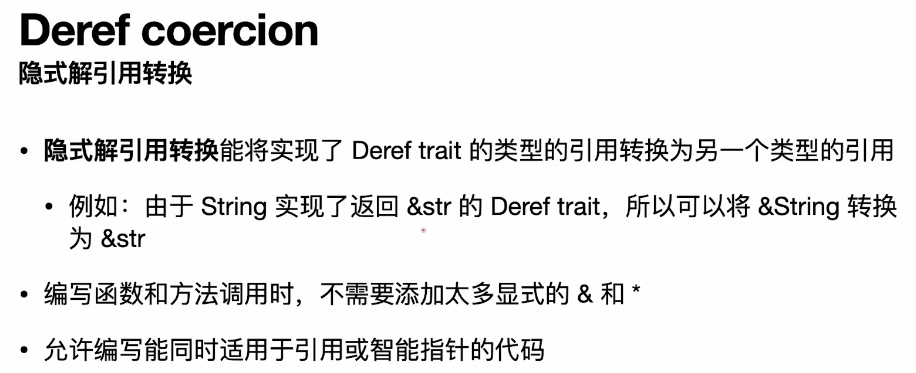 Deref coercion
隐式解引用转换
• 隐式解引用转换能将实现了 Deref trait 的类型的引用转换为另一个类型的引用
• 例如：由于 String 实现了返回 &str 的 Deref trait，所以可以将 &String 转换
为 &str
• 编写函数和方法调用时，不需要添加太多显式的 & 和 *
• 允许编写能同时适用于引用或智能指针的代码